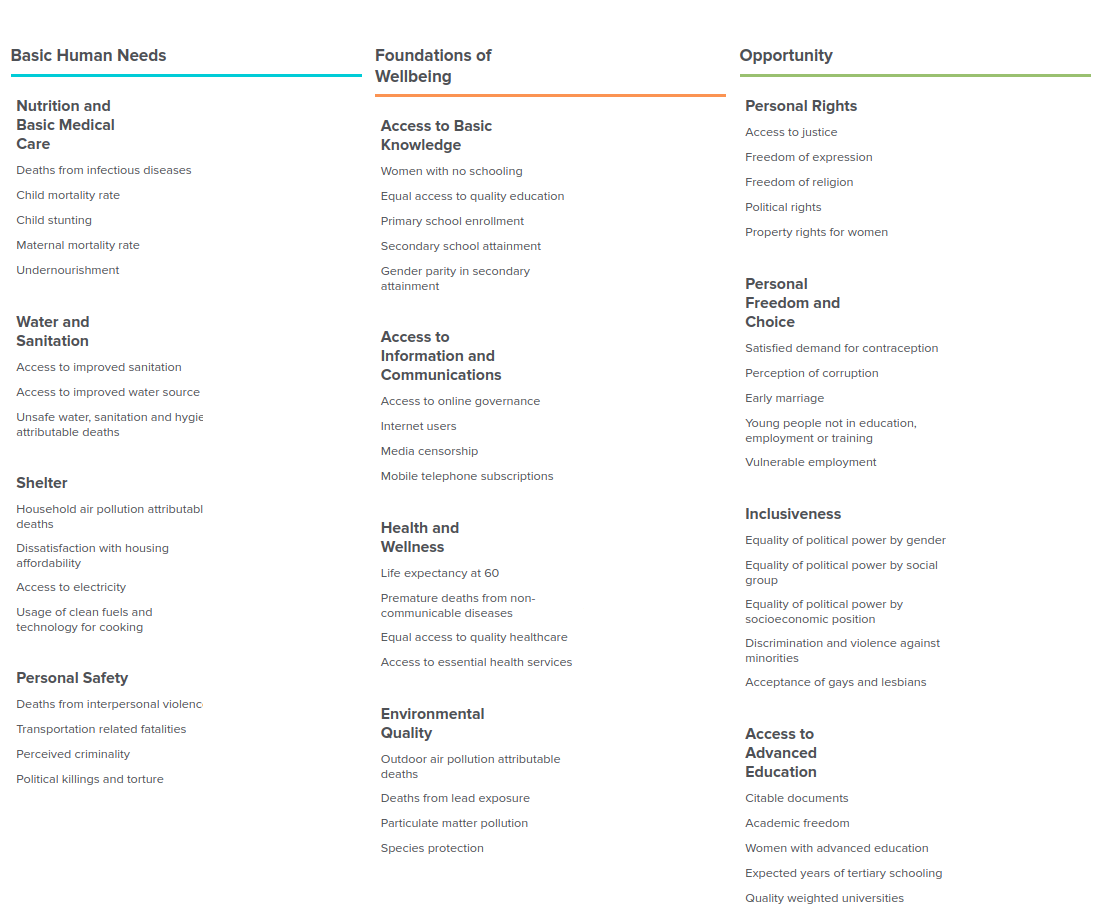 Basic Human Needs
Nutrition and
Basic Medical
Care
Deaths from infectious diseases
Child mortality rate
Child stunting
Maternal mortality rate
Undernourishment
Water and
Sanitation
Access to improved sanitation
Access to improved water source
Unsafe water, sanitation and hygie
attributable deaths
Shelter
Household air pollution attributabl
deaths
Dissatisfaction with housing
affordability
Access to electricity
Usage of clean fuels and
technology for cooking
Personal Safety
Deaths from interpersonal violenc
Transportation related fatalities
Perceived criminality
Political killings and torture
Foundations of
Wellbeing
Access to Basic
Knowledge
Women with no schooling
Equal access to quality education
Primary school enrollment
Secondary school attainment
Gender parity in secondary
attainment
Access to
Information and
Communications
Access to online governance
Internet users
Media censorship
Mobile telephone subscriptions
Health and
Wellness
Life expectancy at 60
Premature deaths from non-
communicable diseases
Equal access to quality healthcare
Access to essential health services
Environmental
Quality
Outdoor air pollution attributable
deaths
Deaths from lead exposure
Particulate matter pollution
Species protection
Opportunity
Personal Rights
Access to justice
Freedom of expression
Freedom of religion
Political rights
Property rights for women
Personal
Freedom and
Choice
Satisfied demand for contraception
Perception of corruption
Early marriage
Young people not in education,
employment or training
Vulnerable employment
Inclusiveness
Equality of political power by gender
Equality of political power by social
group
Equality of political power by
socioeconomic position
Discrimination and violence against
minorities
Acceptance of gays and lesbians
Access to
Advanced
Education
Citable documents
Academic freedom
Women with advanced education
Expected years of tertiary schooling
Quality weighted universities